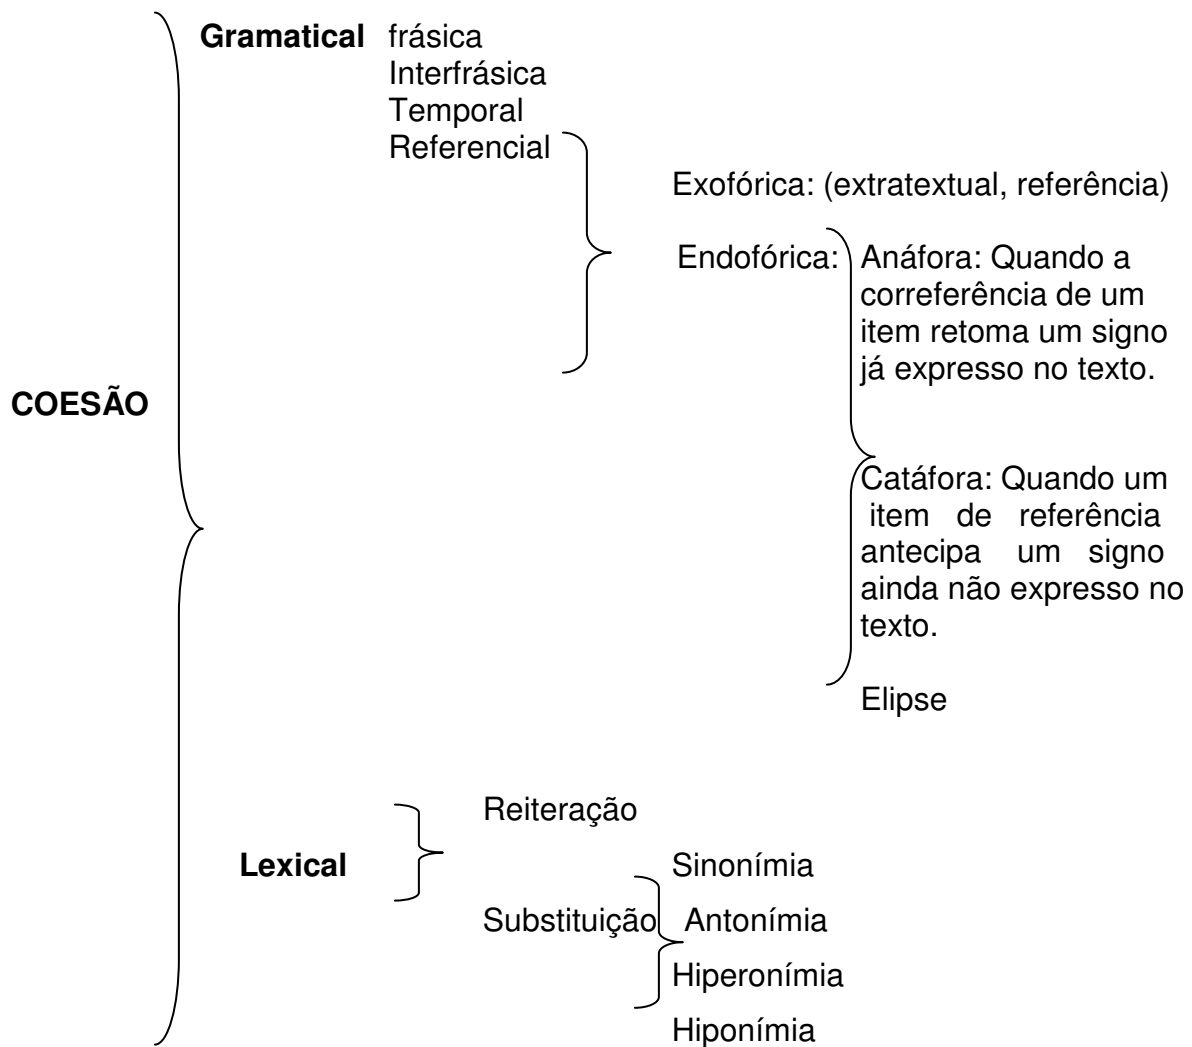 Gramatical frásica
Interfrásica
Temporal
Referencial
Exofórica: (extratextual, referência)
Endofórica: Anáfora: Quando a
correferência de um
item retoma um signo
já expresso no texto.
COESÃO
Catáfora: Quando um
item de referência
antecipa um signo
ainda não expresso no
texto.
Elipse
Reiteração
Lexical
Sinonímia
Substituição Antonímia
Hiperonímia
Hiponímia